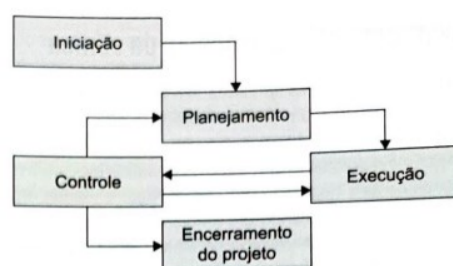 Iniciação
Planejamento
Controle
Execução
Encerramento
do projeto